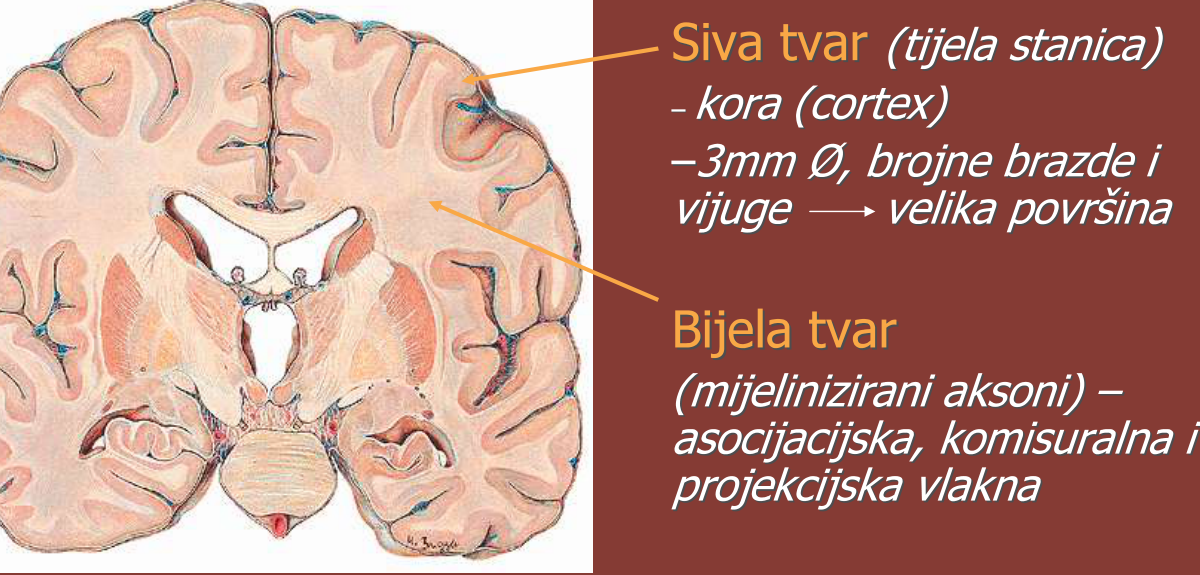 Siva tvar (tijela stanica)
– kora (cortex)
–3mm Ø, brojne brazde i
vijuge → velika površina
Bijela tvar
(mijelinizirani aksoni) –
asocijacijska, komisuralna i
projekcijska vlakna